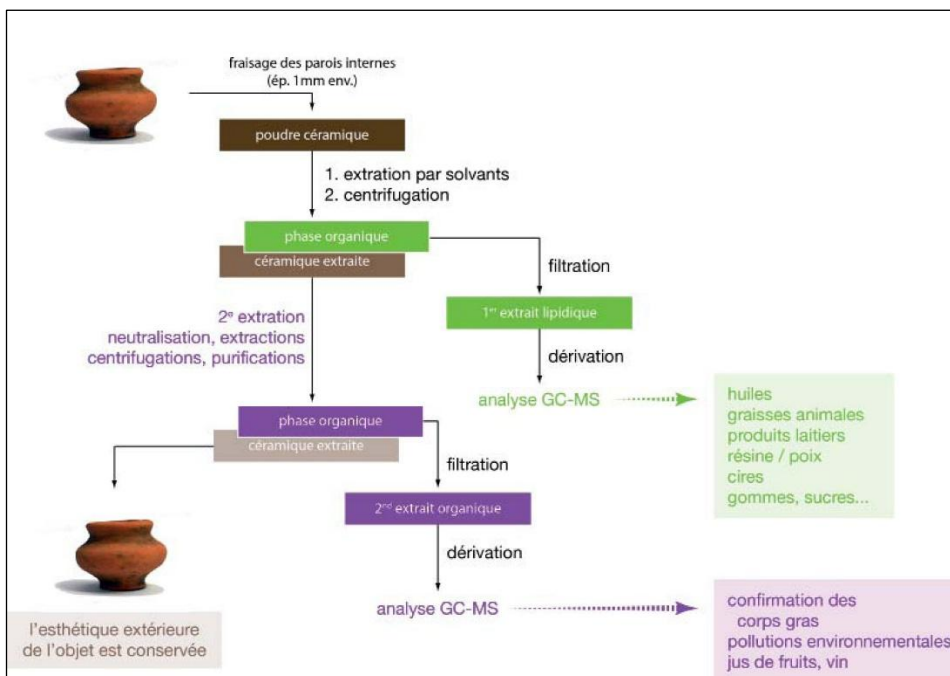 fraisage des parois internes
(ép. 1mm env.)
poudre céramique
1. extration par solvants
2. centrifugation
phase organique
céramique extraite
filtration
1er extrait lipidique
dérivation
analyse GC-MS
huiles
graisses animales
produits laitiers
résine / poix
cires
gommes, sucres...
2e extration
neutralisation, extractions
centrifugations, purifications
phase organique
céramique extraite
filtration
2nd extrait organique
dérivation
analyse GC-MS
confirmation des
corps gras
pollutions environnementales
jus de fruits, vin
l'esthétique extérieure
de l'objet est conservée